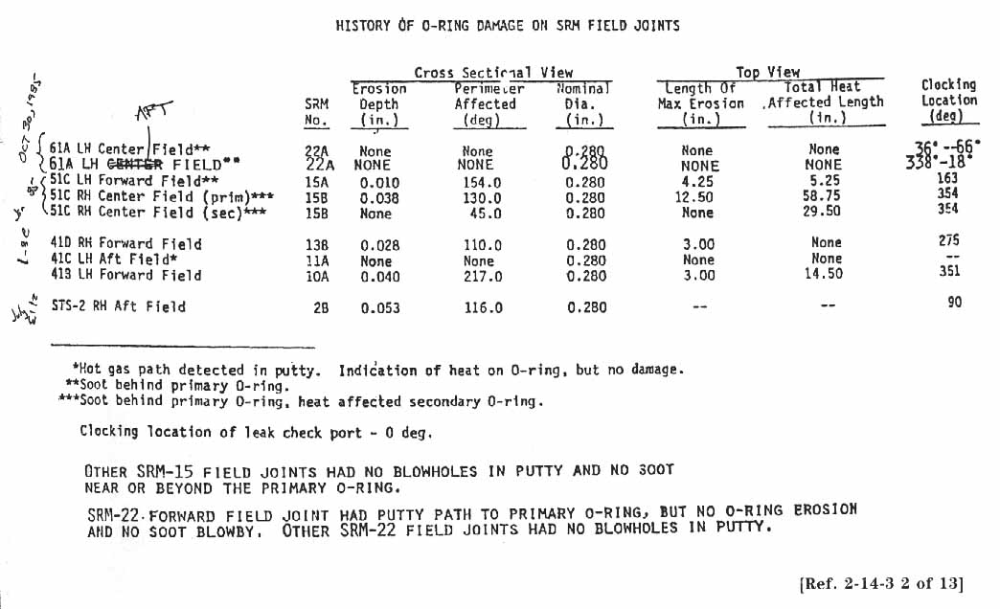 HISTORY OF O-RING DAMAGE ON SRM FIELD JOINTS
Cross Sectional View Top View
SRM No. Erosion Depth (in.) Perimeter Affected (deg) Nominal Dia. (in.) Length Of Max Erosion (in.) Total Heat Affected Length (in.) Clocking Location (deg)
OCT 30, 1985
AFT
61A LH Center Field** 22A None None 0.280 None None 36° --66°
61A LH CENTER FIELD** 22A NONE NONE 0.280 NONE NONE 338°-18°
51C LH Forward Field** 15A 0.010 154.0 0.280 4.25 5.25 163
51C RH Center Field (prim)*** 15B 0.038 130.0 0.280 12.50 58.75 354
51C RH Center Field (sec)*** 15B None 45.0 0.280 None 29.50 354
41D RH Forward Field 13B 0.028 110.0 0.280 3.00 None 275
41C LH Aft Field* 11A None None 0.280 None None --
41B LH Forward Field 10A 0.040 217.0 0.280 3.00 14.50 351
STS-2 RH Aft Field 2B 0.053 116.0 0.280 -- -- 90
*Hot gas path detected in putty. Indication of heat on O-ring, but no damage.
**Soot behind primary O-ring.
***Soot behind primary O-ring, heat affected secondary O-ring.
Clocking location of leak check port - 0 deg.
OTHER SRM-15 FIELD JOINTS HAD NO BLOWHOLES IN PUTTY AND NO SOOT
NEAR OR BEYOND THE PRIMARY O-RING.
SRM-22 FORWARD FIELD JOINT HAD PUTTY PATH TO PRIMARY O-RING, BUT NO O-RING EROSION
AND NO SOOT BLOWBY. OTHER SRM-22 FIELD JOINTS HAD NO BLOWHOLES IN PUTTY.
[Ref. 2-14-3 2 of 13]